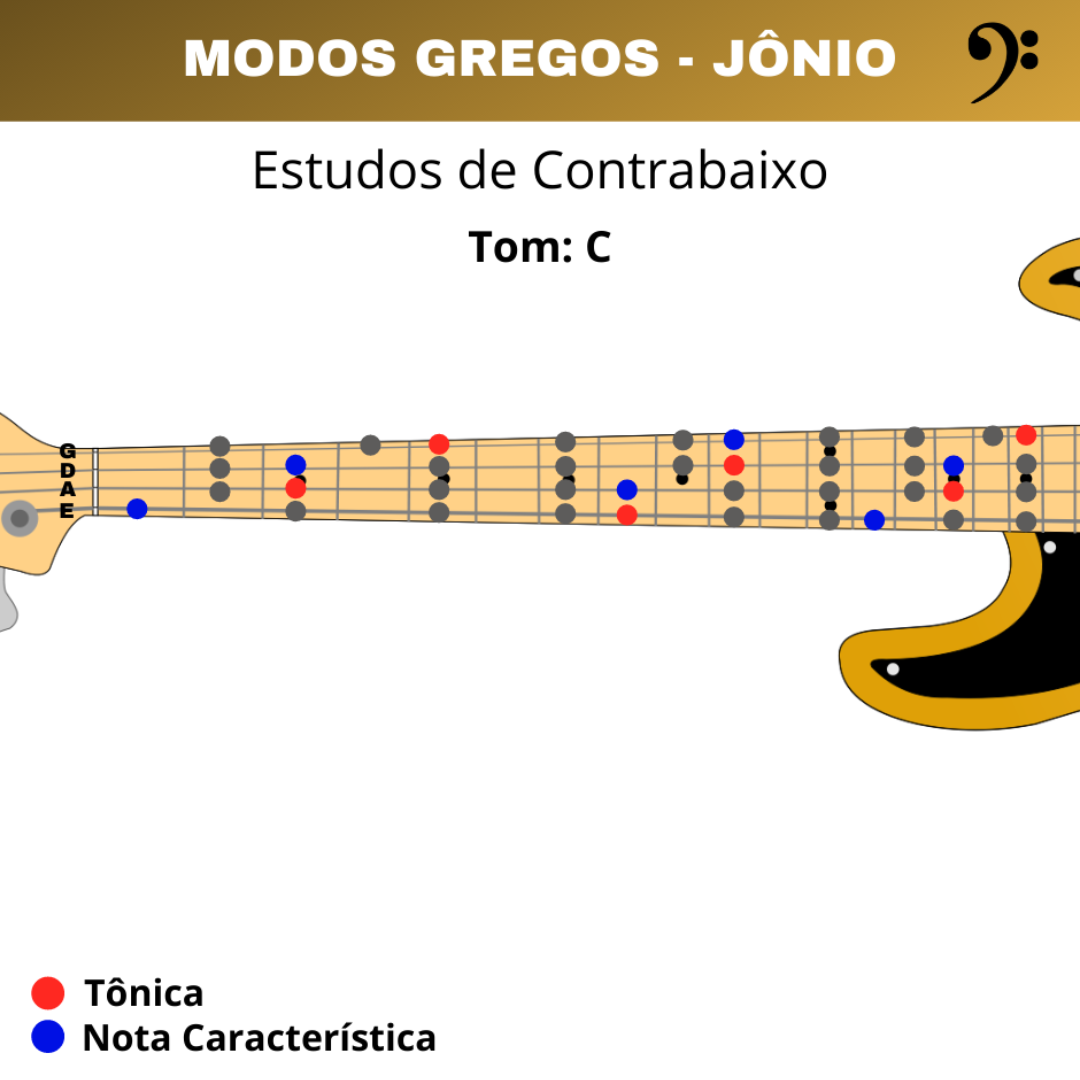 MODOS GREGOS - JÔNIO
Estudos de Contrabaixo
Tom: C
G
D
A
E
Tônica
Nota Característica